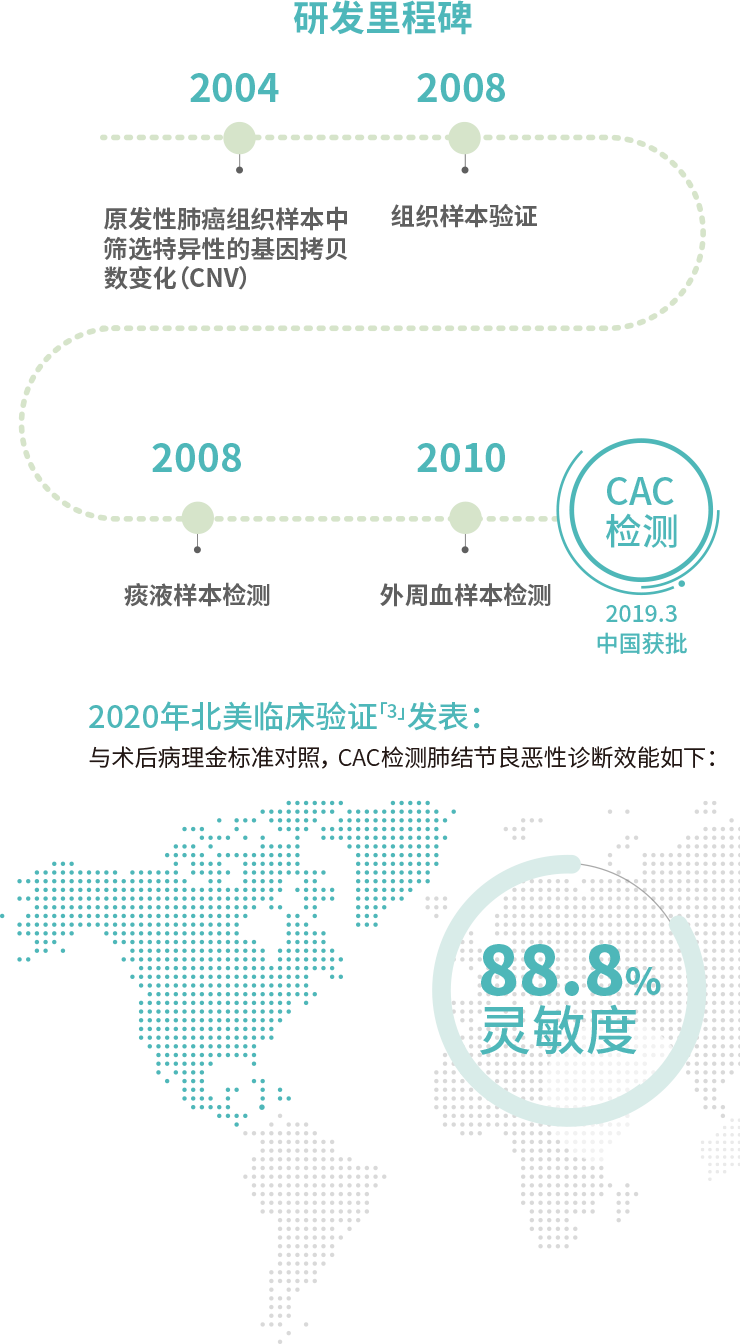 研发里程碑
2004
2008
原发性肺癌组织样本中
筛选特异性的基因拷贝
数变化（CNV）
组织样本验证
2008
2010
CAC
检测
痰液样本检测
外周血样本检测
2019.3
中国获批
2020年北美临床验证「3」发表：
与术后病理金标准对照，CAC检测肺结节良恶性诊断效能如下：
88.8%
灵敏度